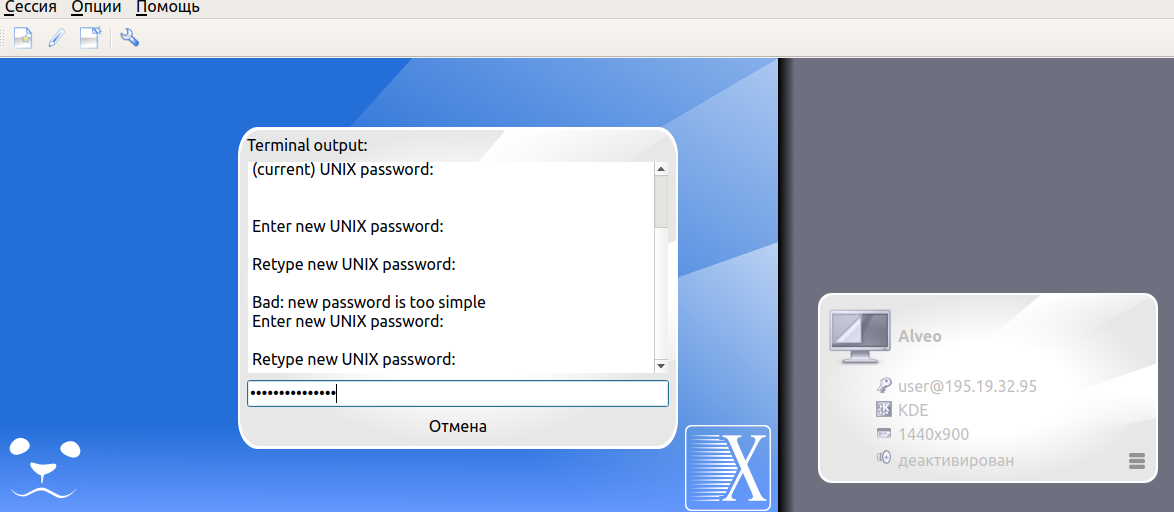 Сессия Опции Помощь
Terminal output:
(current) UNIX password:
Enter new UNIX password:
Retype new UNIX password:
Bad: new password is too simple
Enter new UNIX password:
Retype new UNIX password:
•••••••••••••••
Отмена
X
Alveo
user@195.19.32.95
KDE
1440x900
деактивирован